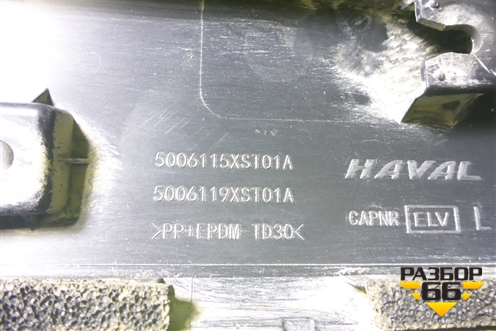 5006115XST01A
HAVAL
5006119XST01A
CAPNR ELV L
>PP+EPDM TD30<
РАЗБОР
66